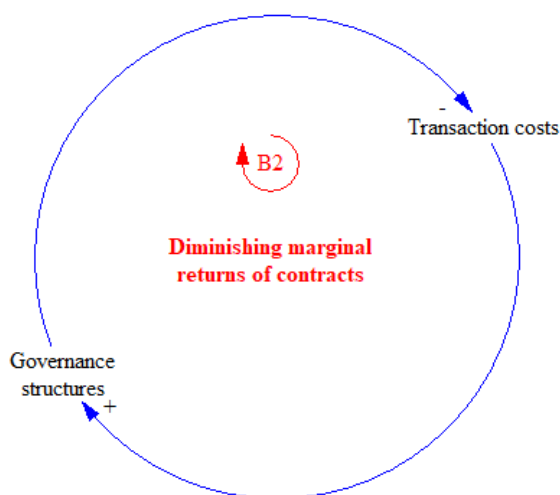 -
Transaction costs
B2
Diminishing marginal
returns of contracts
Governance
structures
+